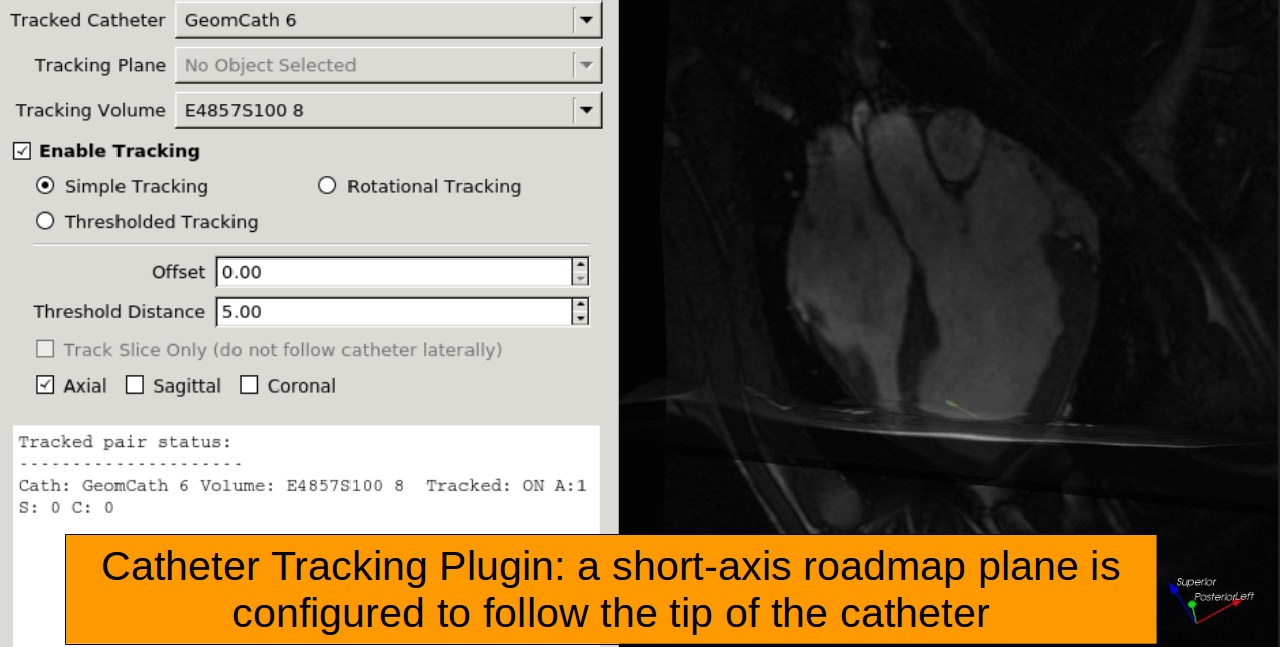 Tracked Catheter GeomCath 6
Tracking Plane No Object Selected
Tracking Volume E4857S100 8
Enable Tracking
Simple Tracking Rotational Tracking
Thresholded Tracking
Offset 0.00
Threshold Distance 5.00
Track Slice Only (do not follow catheter laterally)
Axial Sagittal Coronal
Tracked pair status:
---------------------
Cath: GeomCath 6 Volume: E4857S100 8  Tracked: ON A:1
S: 0 C: 0
Catheter Tracking Plugin: a short-axis roadmap plane is
configured to follow the tip of the catheter
Superior
PosteriorLeft